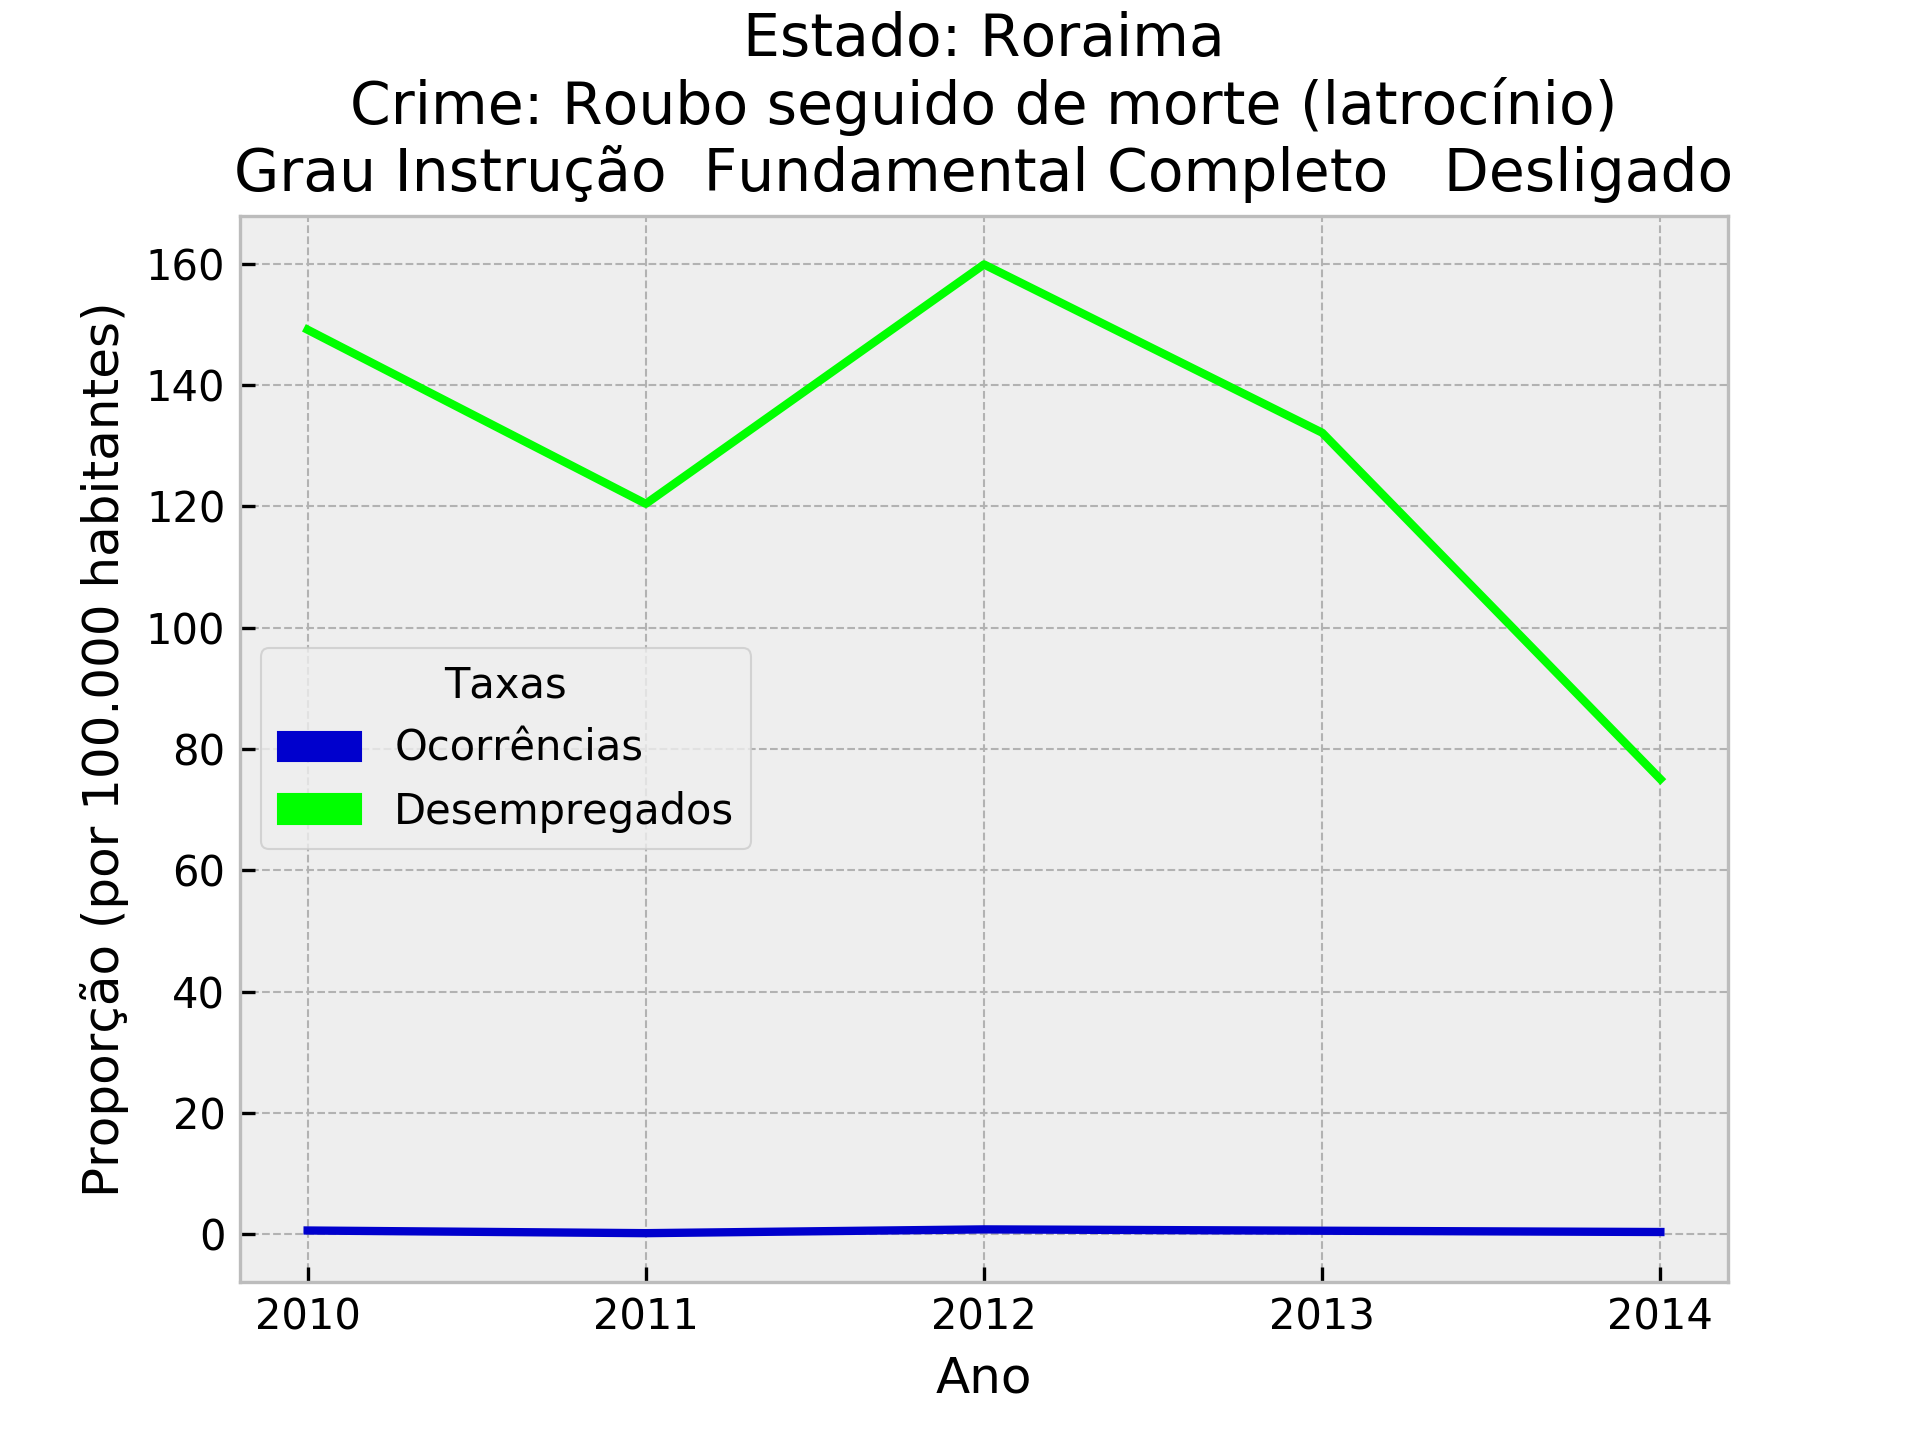 Estado: Roraima
Crime: Roubo seguido de morte (latrocínio)
Grau Instrução  Fundamental Completo   Desligado
Proporção (por 100.000 habitantes)
160
140
120
100
80
60
40
20
0
Taxas
Ocorrências
Desempregados
2010 2011 2012 2013 2014
Ano